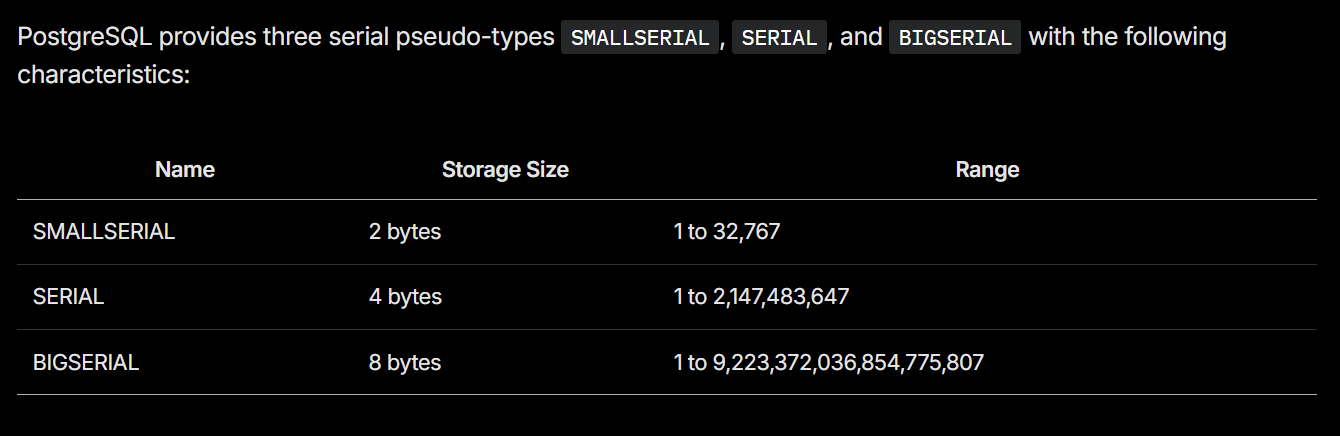 PostgreSQL provides three serial pseudo-types SMALLSERIAL, SERIAL, and BIGSERIAL with the following
characteristics:
Name Storage Size Range
SMALLSERIAL 2 bytes 1 to 32,767
SERIAL 4 bytes 1 to 2,147,483,647
BIGSERIAL 8 bytes 1 to 9,223,372,036,854,775,807